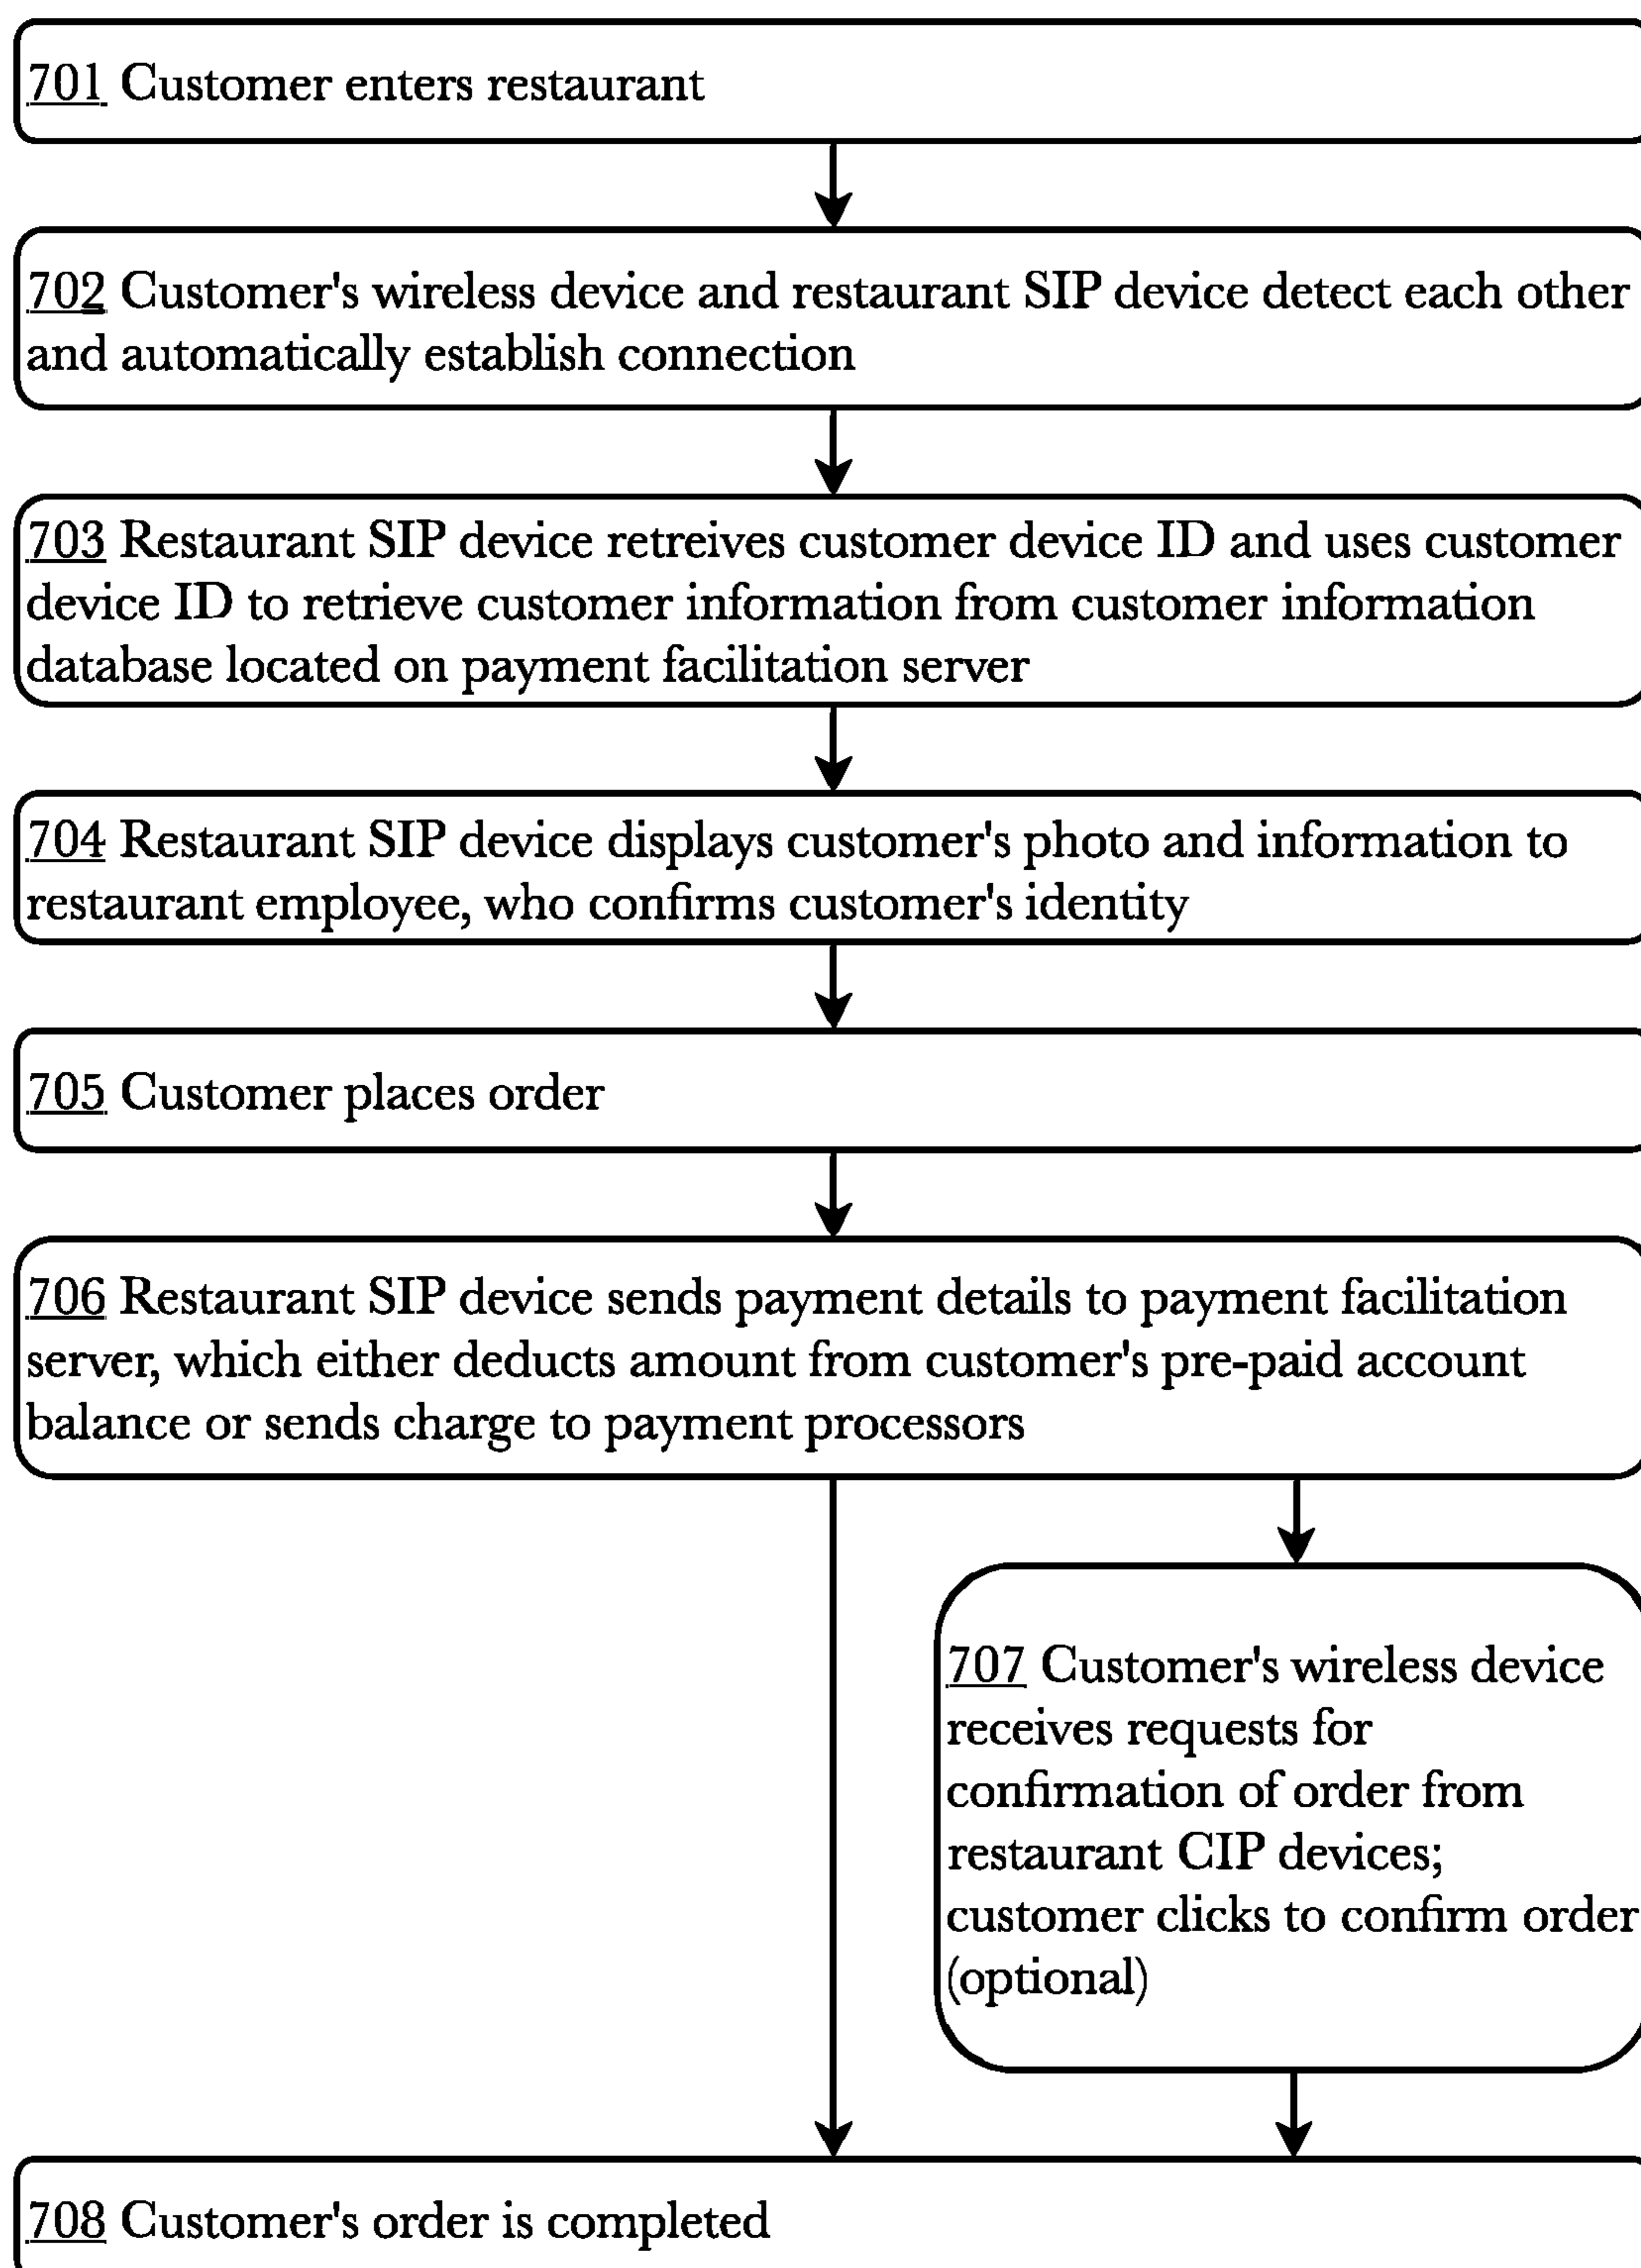 701 Customer enters restaurant
702 Customer's wireless device and restaurant SIP device detect each other
and automatically establish connection
703 Restaurant SIP device retreives customer device ID and uses customer
device ID to retrieve customer information from customer information
database located on payment facilitation server
704 Restaurant SIP device displays customer's photo and information to
restaurant employee, who confirms customer's identity
705 Customer places order
706 Restaurant SIP device sends payment details to payment facilitation
server, which either deducts amount from customer's pre-paid account
balance or sends charge to payment processors
707 Customer's wireless device
receives requests for
confirmation of order from
restaurant CIP devices;
customer clicks to confirm order
(optional)
708 Customer's order is completed